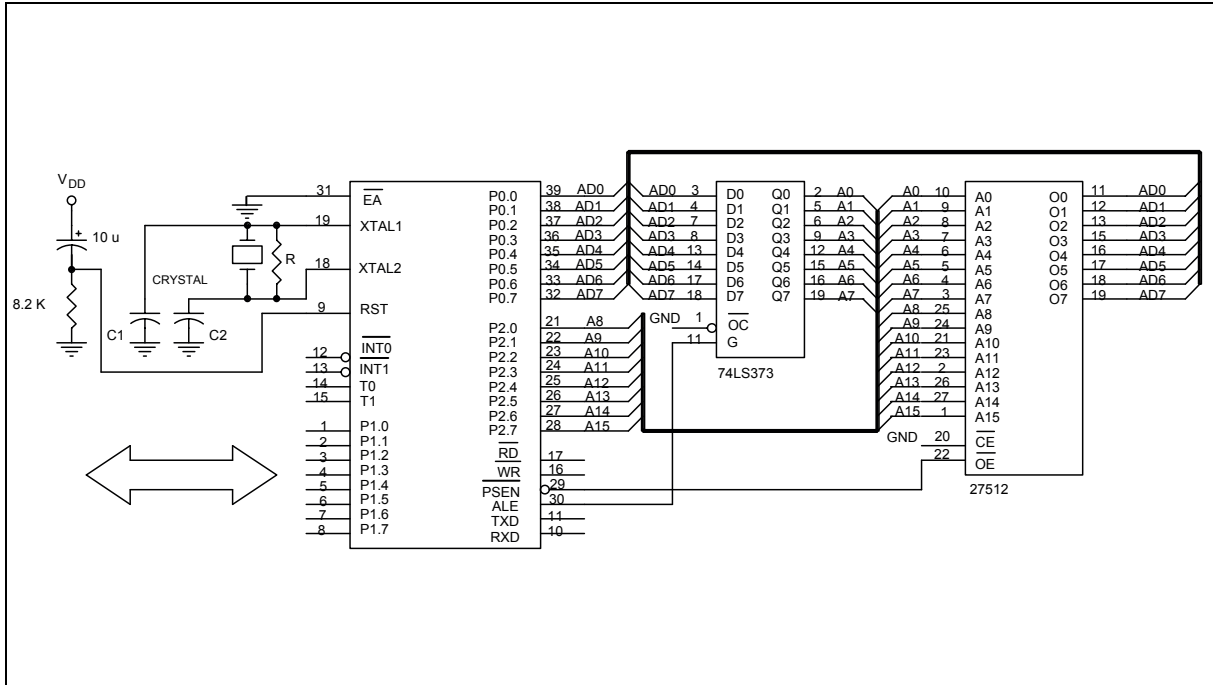 V DD
10 u
8.2 K
C1
C2
CRYSTAL
R
31 EA
19 XTAL1
18 XTAL2
9 RST
12 INT0
13 INT1
14 T0
15 T1
1 P1.0
2 P1.1
3 P1.2
4 P1.3
5 P1.4
6 P1.5
7 P1.6
8 P1.7
P0.0 39 AD0
P0.1 38 AD1
P0.2 37 AD2
P0.3 36 AD3
P0.4 35 AD4
P0.5 34 AD5
P0.6 33 AD6
P0.7 32 AD7
P2.0 21 A8
P2.1 22 A9
P2.2 23 A10
P2.3 24 A11
P2.4 25 A12
P2.5 26 A13
P2.6 27 A14
P2.7 28 A15
RD 17
WR 16
PSEN 29
ALE 30
TXD 11
RXD 10
AD0 3 D0 Q0 2 A0
AD1 4 D1 Q1 5 A1
AD2 7 D2 Q2 6 A2
AD3 8 D3 Q3 9 A3
AD4 13 D4 Q4 12 A4
AD5 14 D5 Q5 15 A5
AD6 17 D6 Q6 16 A6
AD7 18 D7 Q7 19 A7
GND 1 OC
11 G
74LS373
A0 10 A0 O0 11 AD0
A1 9 A1 O1 12 AD1
A2 8 A2 O2 13 AD2
A3 7 A3 O3 15 AD3
A4 6 A4 O4 16 AD4
A5 5 A5 O5 17 AD5
A6 4 A6 O6 18 AD6
A7 3 A7 O7 19 AD7
A8 25 A8
A9 24 A9
A10 21 A10
A11 23 A11
A12 2 A12
A13 26 A13
A14 27 A14
A15 1 A15
GND 20 CE
22 OE
27512